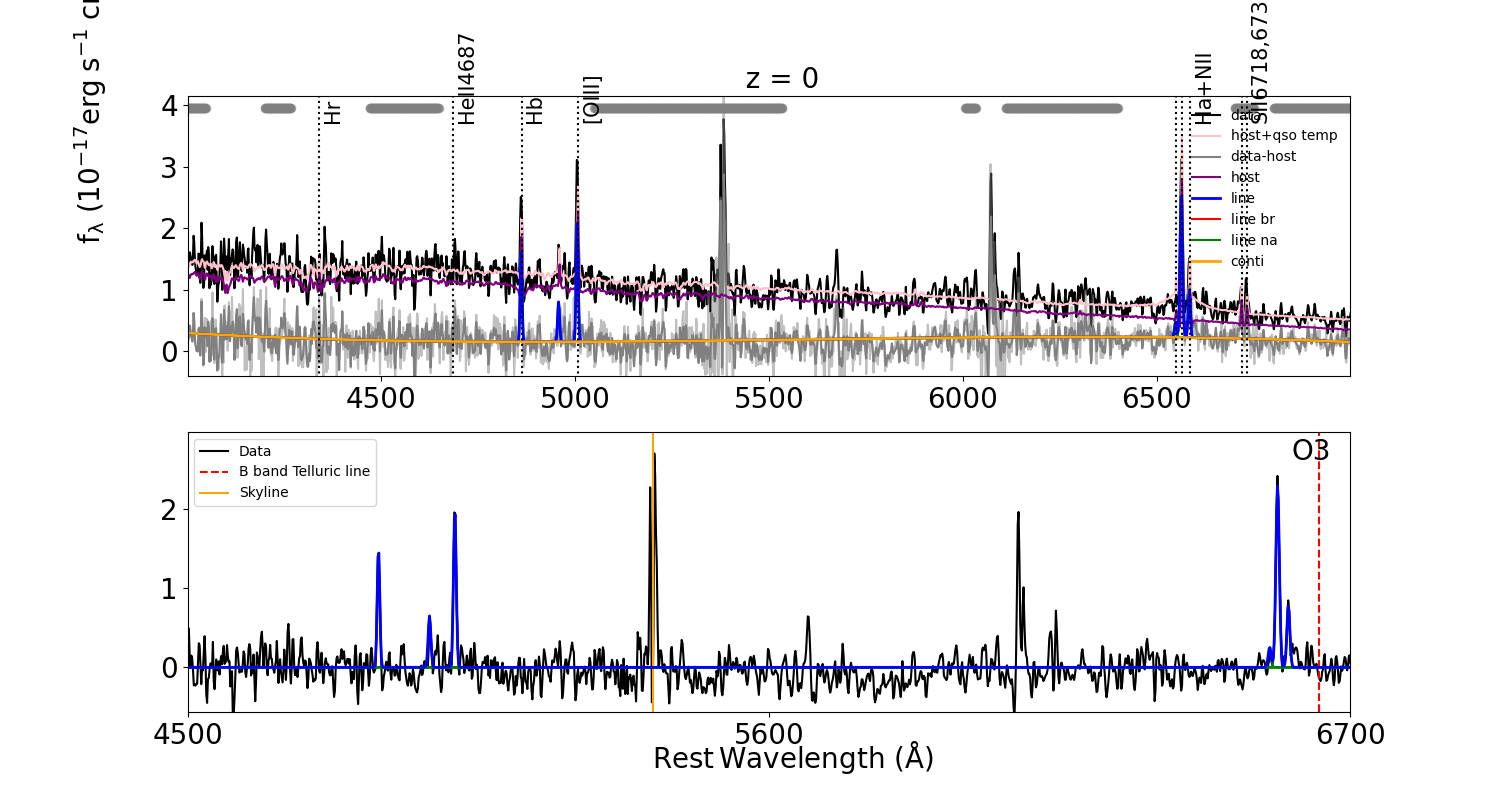 z = 0
fλ (10−17erg s−1 c
Hr
HeII4687
Hb
[OIII]
Ha+NII
SII6718,673
4
3
2
1
0
data
host+qso temp
data-host
host
line
line br
line na
conti
4500
5000
5500
6000
6500
Data
B band Telluric line
Skyline
O3
2
1
0
4500
5600
6700
Rest Wavelength (Å)